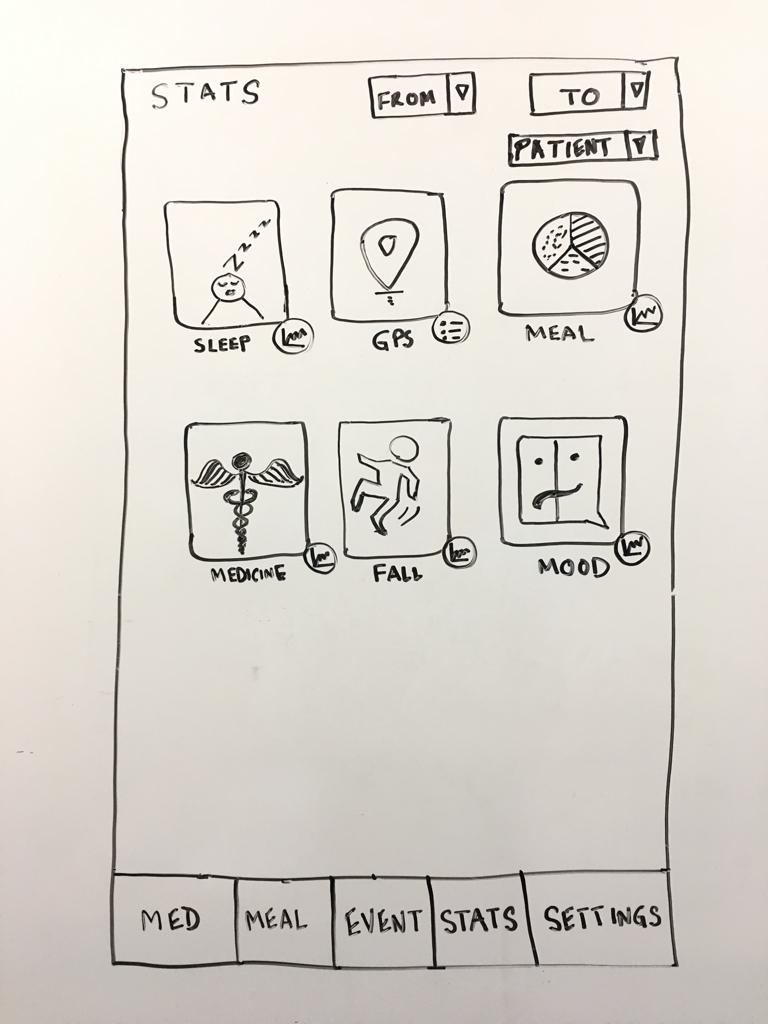 STATS FROM TO
PATIENT
Z Z Z Z Z
SLEEP GPS MEAL
MEDICINE FALL MOOD
MED MEAL EVENT STATS SETTINGS